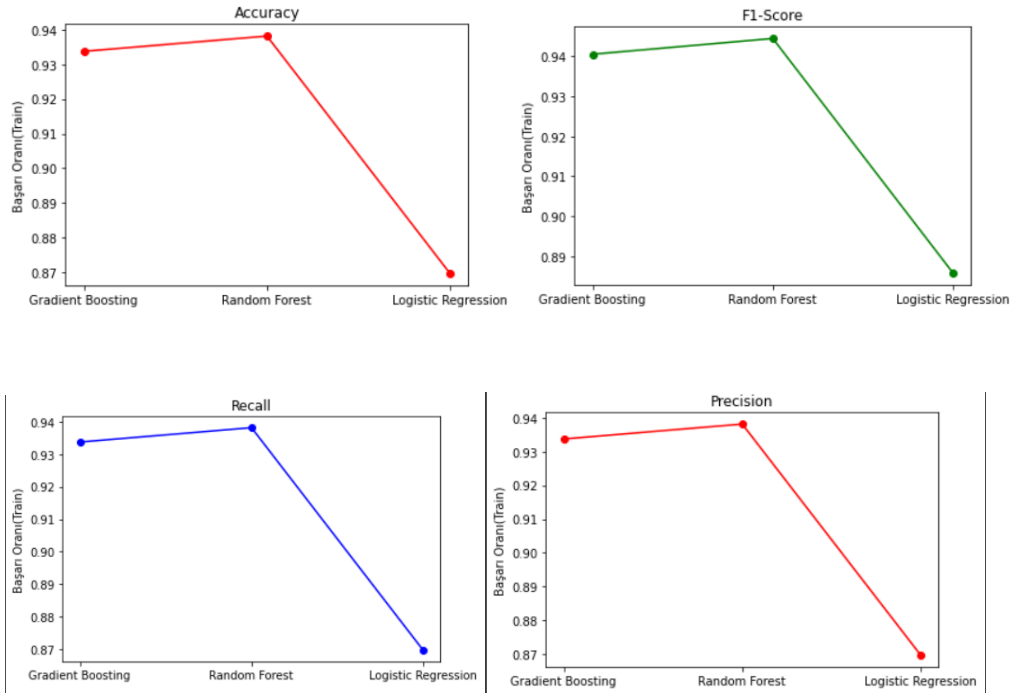 Accuracy
Başarı Oranı(Train)
0.94
0.93
0.92
0.91
0.90
0.89
0.88
0.87
Gradient Boosting
Random Forest
Logistic Regression
F1-Score
Başarı Oranı(Train)
0.94
0.93
0.92
0.91
0.90
0.89
Gradient Boosting
Random Forest
Logistic Regression
Recall
Başarı Oranı(Train)
0.94
0.93
0.92
0.91
0.90
0.89
0.88
0.87
Gradient Boosting
Random Forest
Logistic Regression
Precision
Başarı Oranı(Train)
0.94
0.93
0.92
0.91
0.90
0.89
0.88
0.87
Gradient Boosting
Random Forest
Logistic Regression